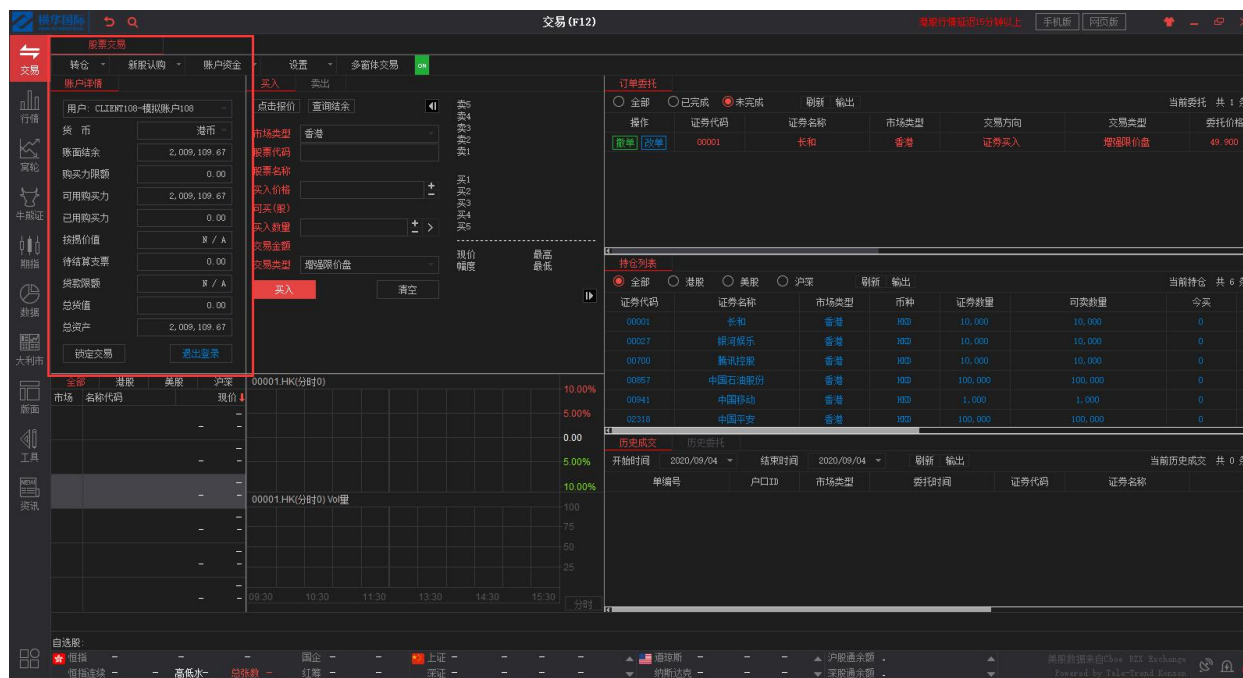 横华国际
交易(F12)
港股行情延迟15分钟以上 手机版 网页版
交易
行情
窝轮
牛熊证
期指
数据
大利市
版面
工具
NEWS
资讯
股票交易
转仓 新股认购 账户资金 设置 多窗体交易 ON
账户详情
用户: CLIENT108-模拟账户108
货 币 港币
账面结余 2,009,109.67
购买力限额 0.00
可用购买力 2,009,109.67
已用购买力 0.00
按揭价值 N / A
待结算支票 0.00
贷款限额 N / A
总货值 0.00
总资产 2,009,109.67
锁定交易 退出登录
买入 卖出
点击报价 查询结余
市场类型 香港
股票代码
股票名称
买入价格
可买(股)
买入数量
交易金额
交易类型 增强限价盘
买入 清空
卖5
卖4
卖3
卖2
卖1
买1
买2
买3
买4
买5
现价 最高
幅度 最低
订单委托
全部 已完成 未完成 刷新 输出 当前委托 共 1
操作 证券代码 证券名称 市场类型 交易方向 交易类型 委托价格
撤单 改单 00001 长和 香港 证券买入 增强限价盘 49.900
持仓列表
全部 港股 美股 沪深 刷新 输出 当前持仓 共 6
证券代码 证券名称 市场类型 币种 证券数量 可卖数量 今买
00001 长和 香港 HKD 10,000 10,000 0
00027 银河娱乐 香港 HKD 10,000 10,000 0
00700 腾讯控股 香港 HKD 10,000 10,000 0
00857 中国石油股份 香港 HKD 100,000 100,000 0
00941 中国移动 香港 HKD 1,000 1,000 0
02318 中国平安 香港 HKD 100,000 100,000 0
历史成交 历史委托
开始时间 2020/09/04 结束时间 2020/09/04 刷新 输出 当前历史成交 共 0
单编号 户口ID 市场类型 委托时间 证券代码 证券名称
全部 港股 美股 沪深
市场 名称代码 现价
00001.HK(分时0)
10.00%
5.00%
0.00
5.00%
10.00%
00001.HK(分时0) Vol量
100
75
50
25
09:30 10:30 11:30 13:30 14:30 15:30 分时
自选股:
恒指 - - - 国企 - - 上证 - - - - 道琼斯 - - 沪股通余额 -
恒指连续 - - 高低水- 总张数 - 红筹 - - 深证 - - - - 纳斯达克 - - 深股通余额 -
美股数据来自Cboe BZX Exchange
Powered by Tele-Trend Konson